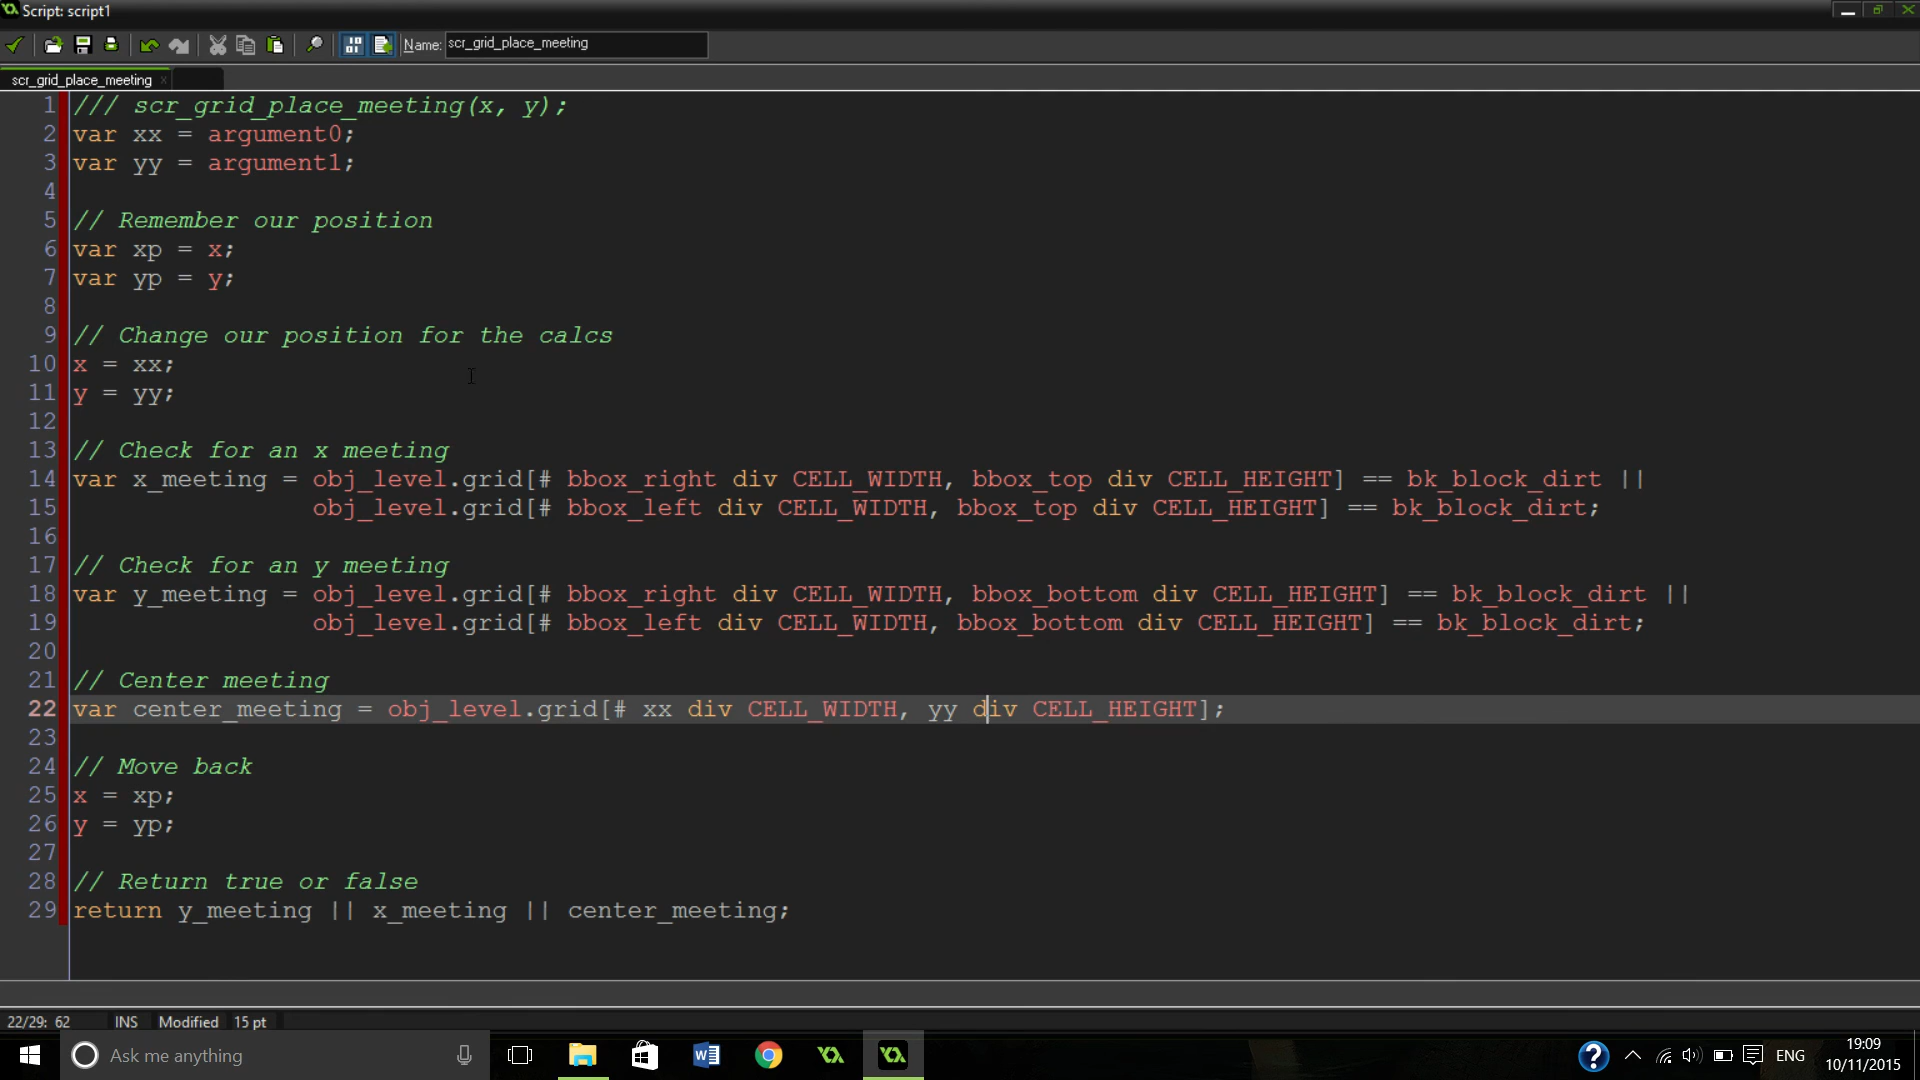 Script: script1
Name: scr_grid_place_meeting
scr_grid_place_meeting
1 /// scr_grid_place_meeting(x, y);
2 var xx = argument0;
3 var yy = argument1;
4
5 // Remember our position
6 var xp = x;
7 var yp = y;
8
9 // Change our position for the calcs
10 x = xx;
11 y = yy;
12
13 // Check for an x meeting
14 var x_meeting = obj_level.grid[# bbox_right div CELL_WIDTH, bbox_top div CELL_HEIGHT] == bk_block_dirt ||
15 obj_level.grid[# bbox_left div CELL_WIDTH, bbox_top div CELL_HEIGHT] == bk_block_dirt;
16
17 // Check for an y meeting
18 var y_meeting = obj_level.grid[# bbox_right div CELL_WIDTH, bbox_bottom div CELL_HEIGHT] == bk_block_dirt ||
19 obj_level.grid[# bbox_left div CELL_WIDTH, bbox_bottom div CELL_HEIGHT] == bk_block_dirt;
20
21 // Center meeting
22 var center_meeting = obj_level.grid[# xx div CELL_WIDTH, yy div CELL_HEIGHT];
23
24 // Move back
25 x = xp;
26 y = yp;
27
28 // Return true or false
29 return y_meeting || x_meeting || center_meeting;
22/29: 62 INS Modified 15 pt
Ask me anything
ENG
19:09
10/11/2015